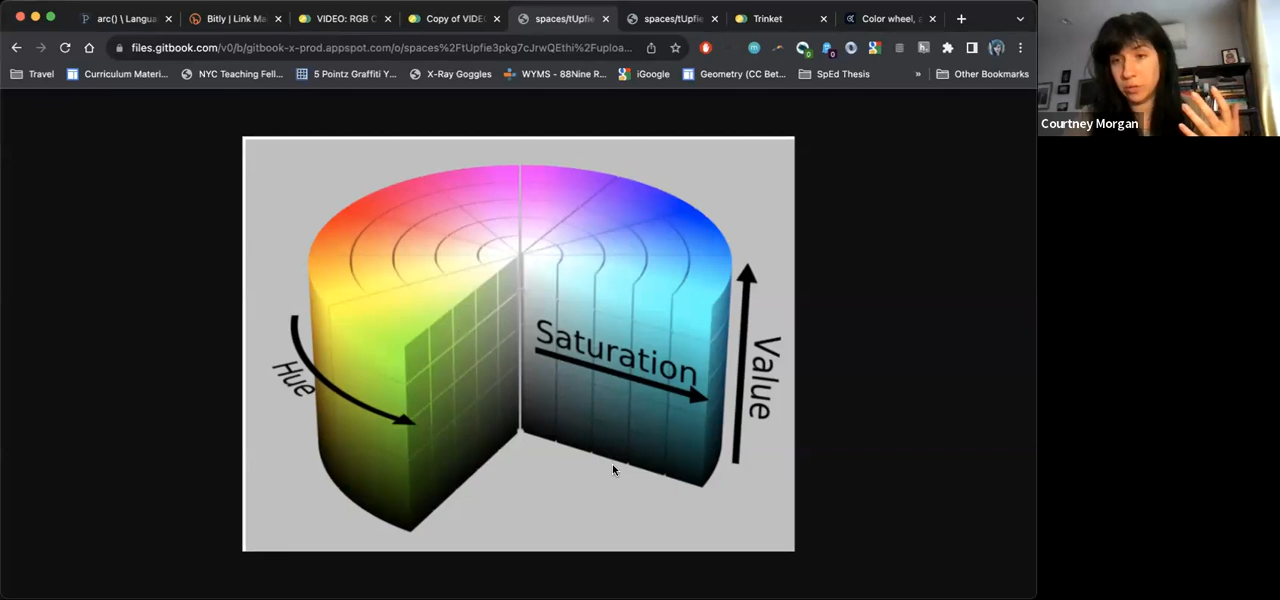 arc() \ Langua
Bitly | Link Ma
VIDEO: RGB C
Copy of VIDEO
spaces/tUpfie
spaces/tUpfie
Trinket
Color wheel, a
files.gitbook.com/v0/b/gitbook-x-prod.appspot.com/o/spaces%2FtUpfie3pkg7cJrwQEthi%2Fuploa...
Travel
Curriculum Materi...
NYC Teaching Fell...
5 Pointz Graffiti Y...
X-Ray Goggles
WYMS - 88Nine R...
iGoogle
Geometry (CC Bet...
SpEd Thesis
»
Other Bookmarks
Courtney Morgan
Saturation
Value
Hue